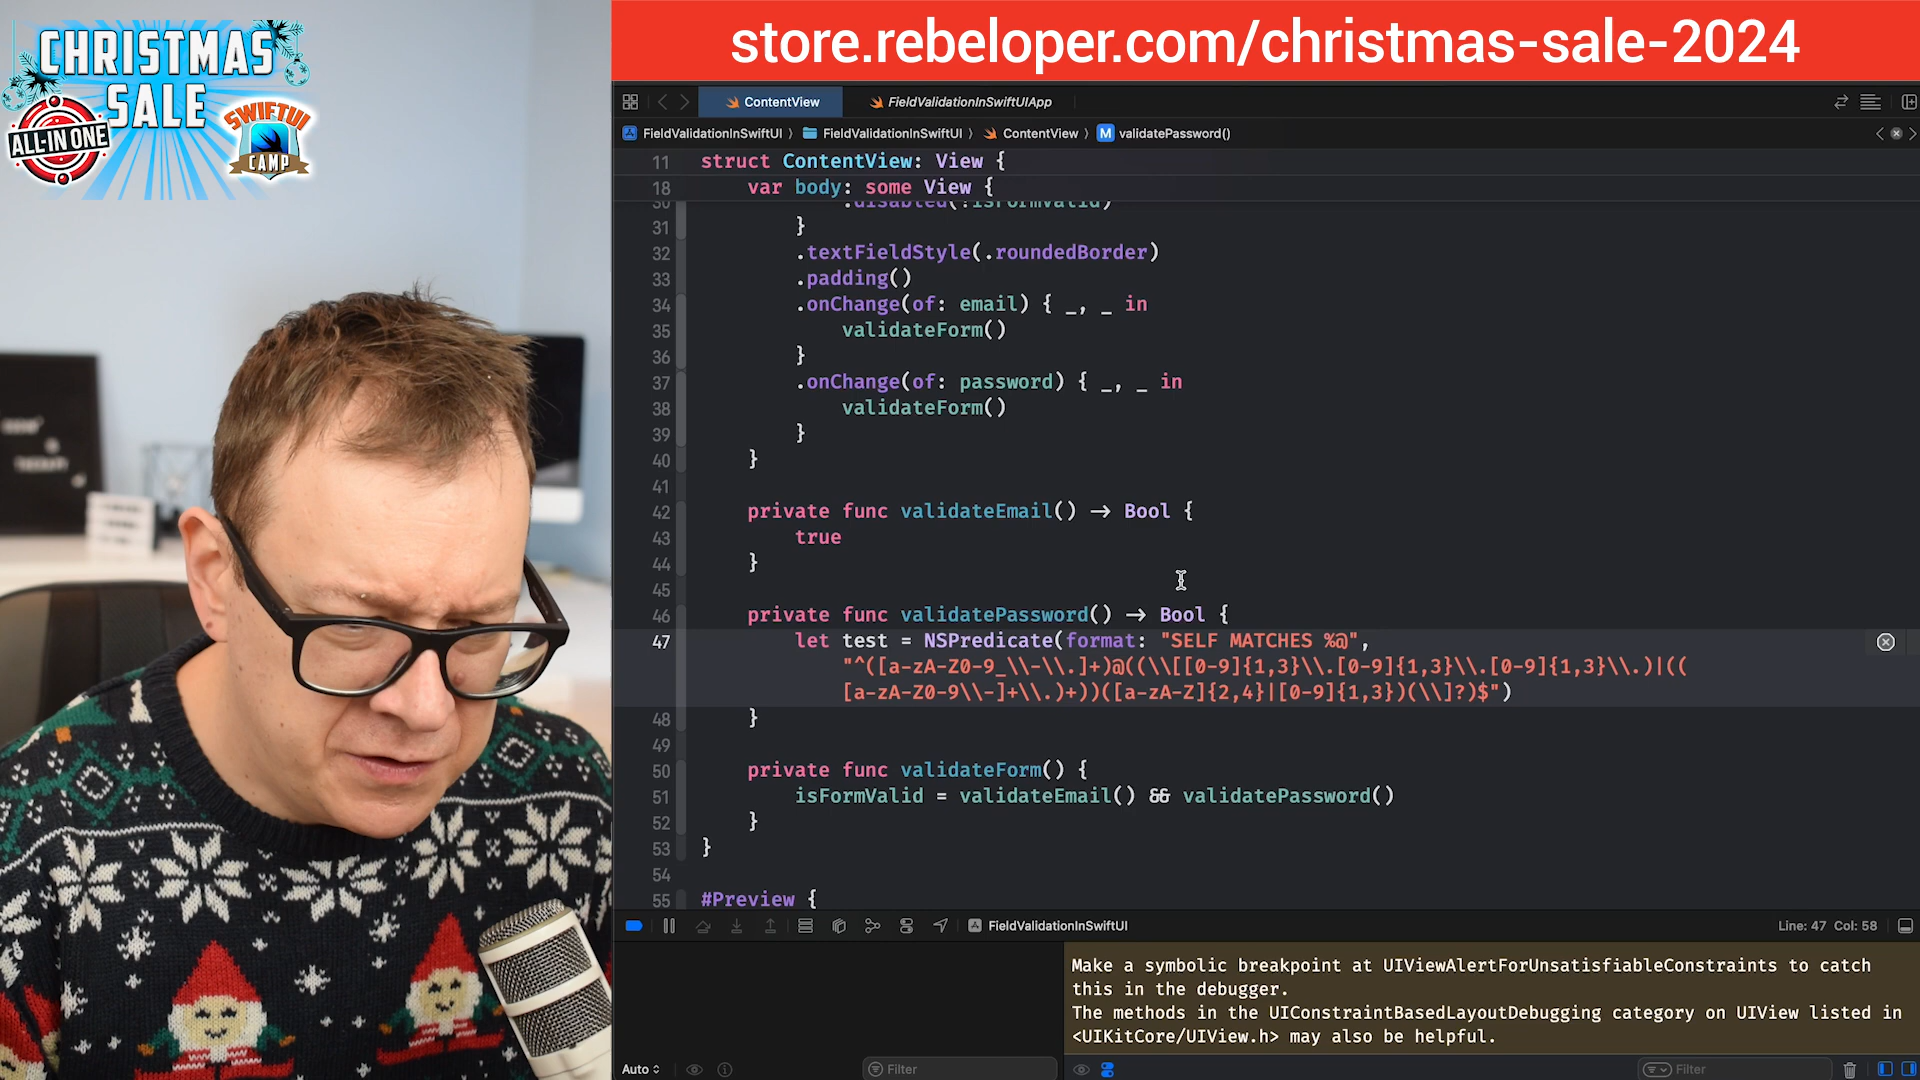 CHRISTMAS
SALE
ALL-IN ONE
SWIFTUI
CAMP
store.rebeloper.com/christmas-sale-2024
ContentView
FieldValidationInSwiftUIApp
FieldValidationInSwiftUI 〉 FieldValidationInSwiftUI 〉 ContentView 〉 M validatePassword()
11 struct ContentView: View {
18 var body: some View {
30 .disabled(!isFormValid)
31 }
32 .textFieldStyle(.roundedBorder)
33 .padding()
34 .onChange(of: email) { _, _ in
35 validateForm()
36 }
37 .onChange(of: password) { _, _ in
38 validateForm()
39 }
40 }
41
42 private func validateEmail() -> Bool {
43 true
44 }
45
46 private func validatePassword() -> Bool {
47 let test = NSPredicate(format: "SELF MATCHES %@",
"^([a-zA-Z0-9_\\-\\.]+)@((\\[[0-9]{1,3}\\.[0-9]{1,3}\\.[0-9]{1,3}\\.)|((
[a-zA-Z0-9\\-]+\\.)+))([a-zA-Z]{2,4}|[0-9]{1,3})(\\]?)$")
48 }
49
50 private func validateForm() {
51 isFormValid = validateEmail() && validatePassword()
52 }
53 }
54
55 #Preview {
FieldValidationInSwiftUI
Line: 47 Col: 58
Make a symbolic breakpoint at UIViewAlertForUnsatisfiableConstraints to catch
this in the debugger.
The methods in the UIConstraintBasedLayoutDebugging category on UIView listed in
<UIKitCore/UIView.h> may also be helpful.
Auto
Filter
Filter